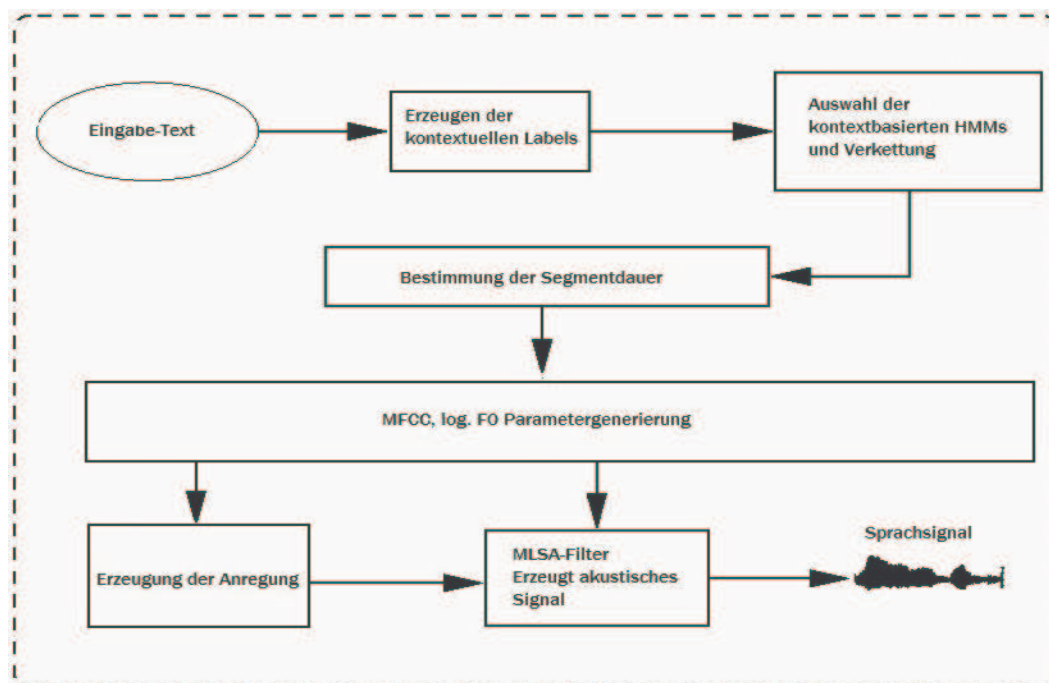 Eingabe-Text
Erzeugen der
kontextuellen Labels
Auswahl der
kontextbasierten HMMs
und Verkettung
Bestimmung der Segmentdauer
MFCC, log. F0 Parametergenerierung
Erzeugung der Anregung
MLSA-Filter
Erzeugt akustisches
Signal
Sprachsignal